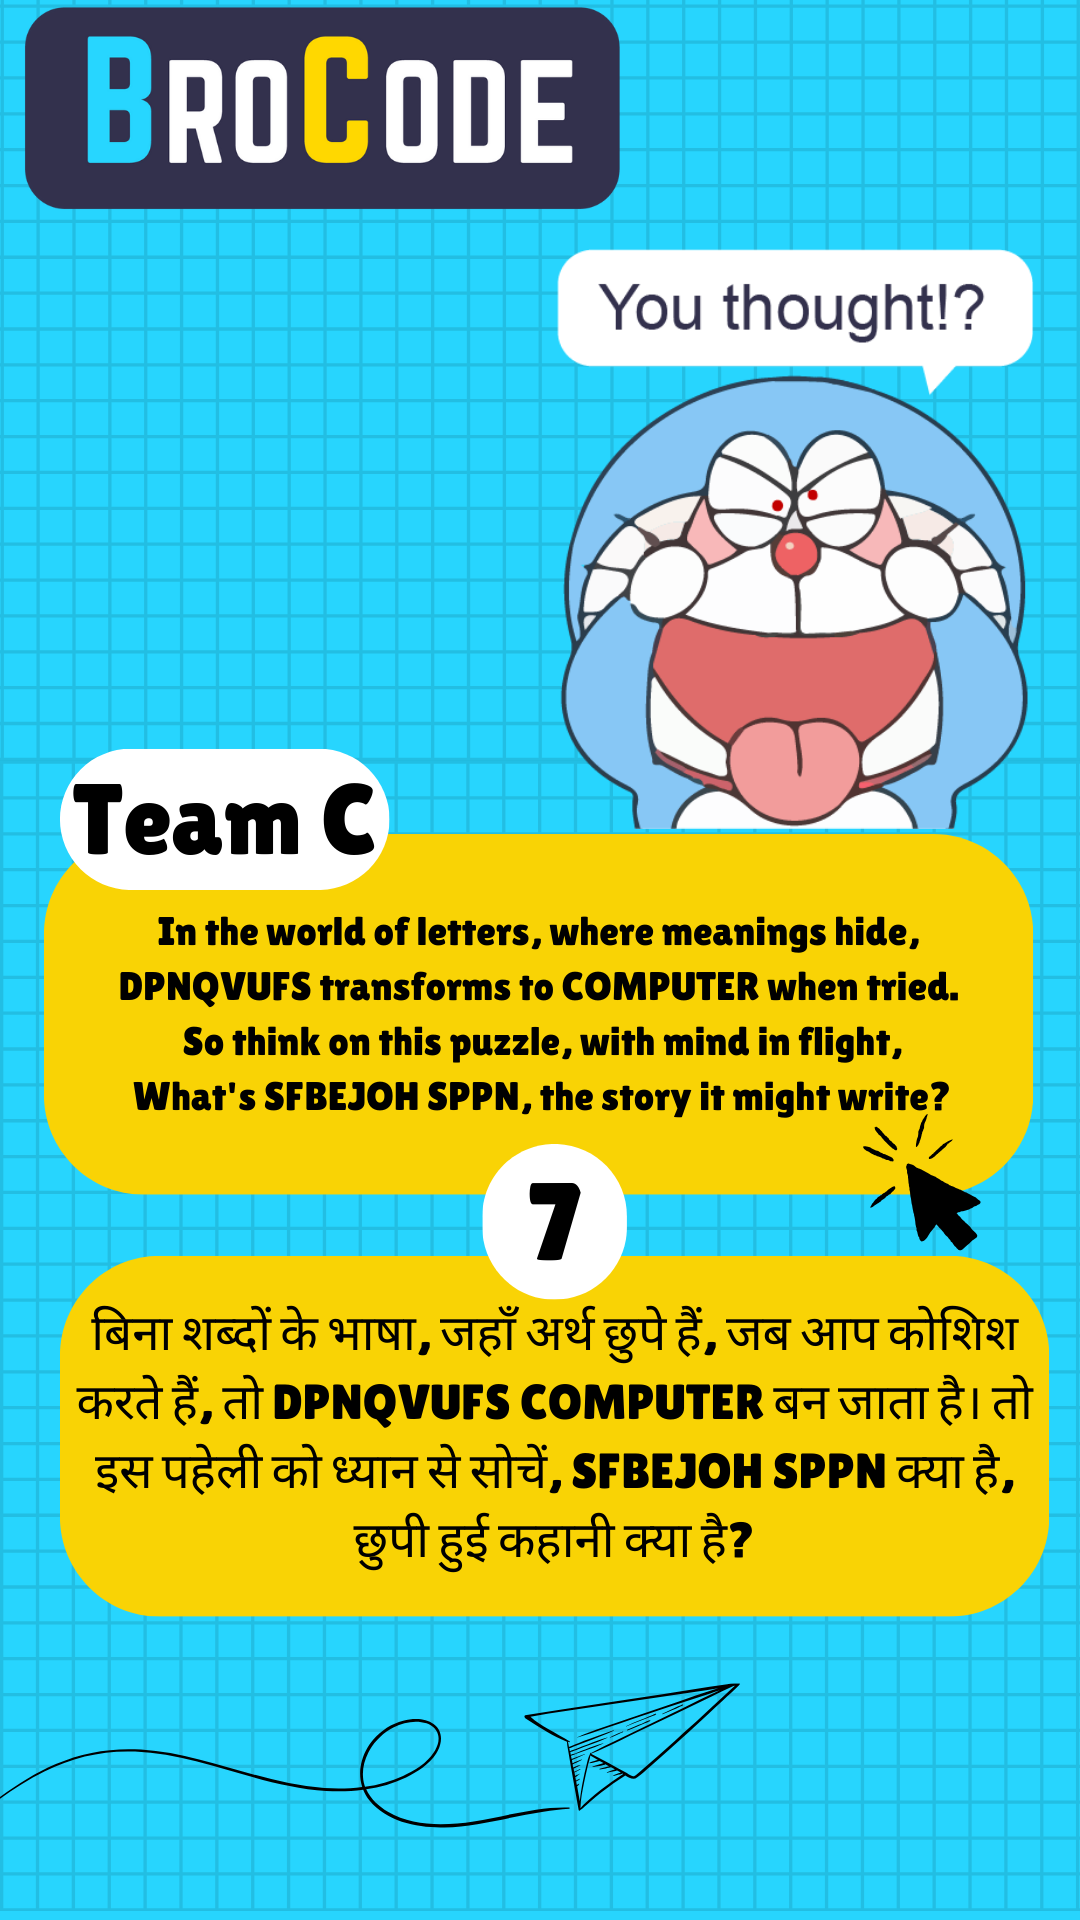 BROCODE
You thought!?
Team C
In the world of letters, where meanings hide,
DPNQVUFS transforms to COMPUTER when tried.
So think on this puzzle, with mind in flight,
What's SFBEJOH SPPN, the story it might write?
7
बिना शब्दों के भाषा, जहाँ अर्थ छुपे हैं, जब आप कोशिश
करते हैं, तो DPNQVUFS COMPUTER बन जाता है। तो
इस पहेली को ध्यान से सोचें, SFBEJOH SPPN क्या है,
छुपी हुई कहानी क्या है?